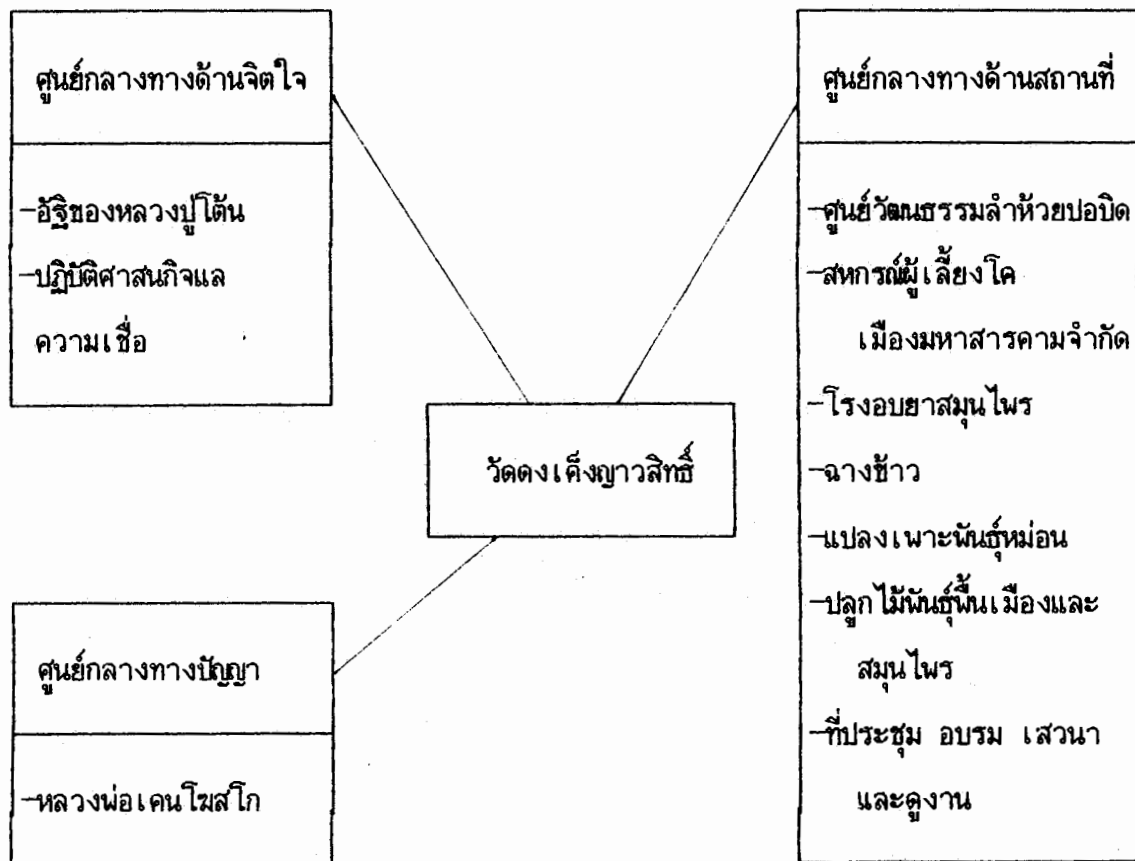 ศูนย์กลางทางด้านจิตใจ
-อัฐิของหลวงปู่โต้น
-ปฏิบัติศาสนกิจแล
ความเชื่อ
ศูนย์กลางทางด้านสถานที่
-ศูนย์วัฒนธรรมลำห้วยปอบิด
-สหกรณ์ผู้เลี้ยงโค
เมืองมหาสารคามจำกัด
-โรงอบยาสมุนไพร
-ฉางข้าว
-แปลงเพาะพันธุ์หม่อน
-ปลูกไม้พันธุ์พื้นเมืองและ
สมุนไพร
-ที่ประชุม อบรม เสวนา
และดูงาน
วัดดงเค็งญาวสิทธิ์
ศูนย์กลางทางปัญญา
-หลวงพ่อเคนโฆสโก